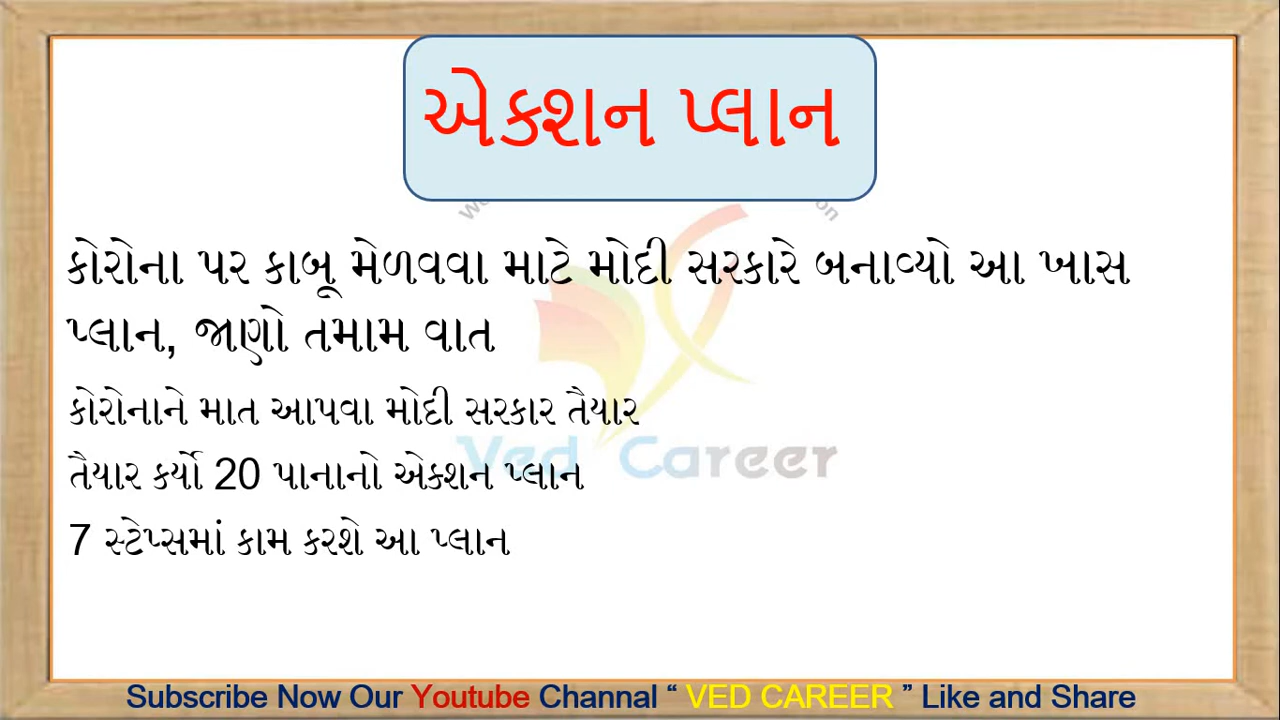 એક્શન પ્લાન
કોરોના પર કાબૂ મેળવવા માટે મોદી સરકારે બનાવ્યો આ ખાસ
પ્લાન, જાણો તમામ વાત
કોરોનાને માત આપવા મોદી સરકાર તૈયાર
તૈયાર કર્યો 20 પાનાનો એક્શન પ્લાન
7 સ્ટેપ્સમાં કામ કરશે આ પ્લાન
Ved Career
Subscribe Now Our Youtube Channal “ VED CAREER ” Like and Share